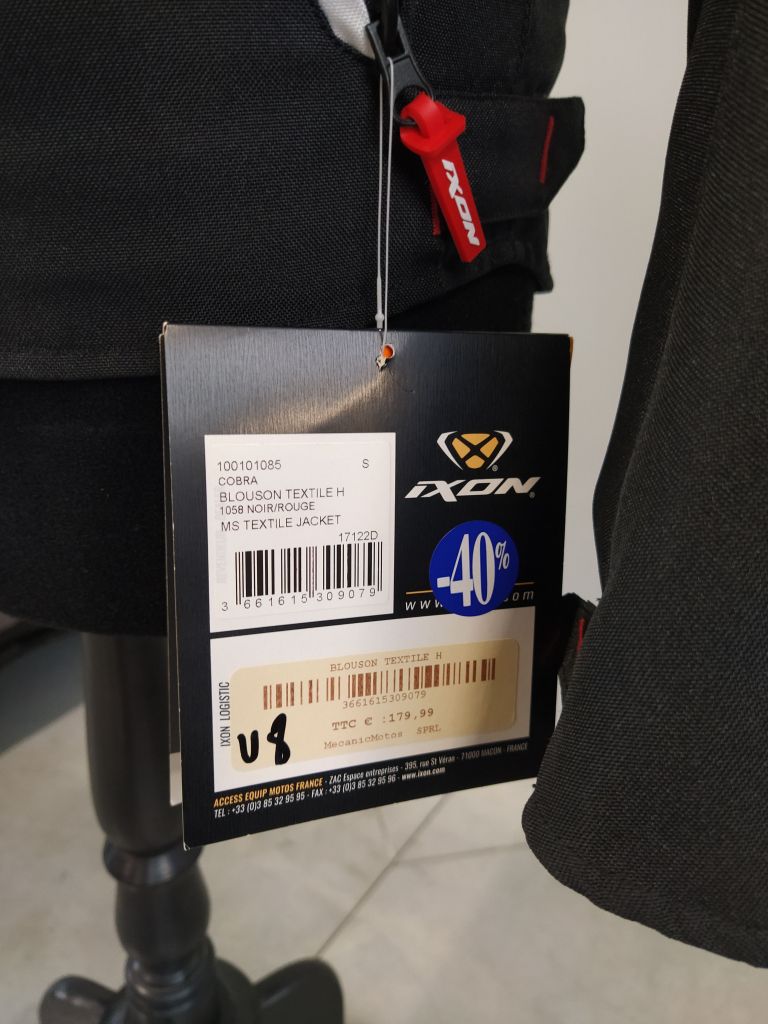 IXON
100101085 S
COBRA
BLOUSON TEXTILE H
1058 NOIR/ROUGE
MS TEXTILE JACKET
17122D
3 661615 309079
iXON®
-40%
www. .com
BLOUSON TEXTILE H
3661615309079
TTC € :179,99
MecanicMotos SPRL
IXON LOGISTIC
U8
ACCESS EQUIP MOTOS FRANCE - ZAC Espace entreprises - 395, rue St Véran - 71000 MACON - FRANCE
TEL : +33 (0)3 85 32 95 95 - FAX : +33 (0)3 85 32 95 96 - www.ixon.com